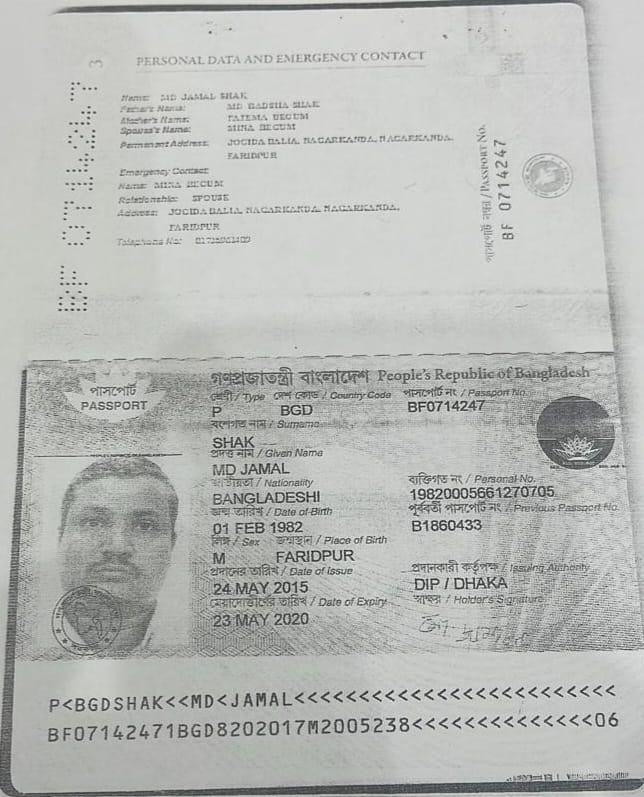 3
PERSONAL DATA AND EMERGENCY CONTACT
Name: MD JAMAL SHAK
Father's Name: MD BADSHA SHAK
Mother's Name: FATEMA BEGUM
Spouse's Name: MINA BEGUM
Permanent Address: JOGIDA BALIA, NAGARKANDA, NAGARKANDA,
FARIDPUR
Emergency Contact:
Name: MINA BEGUM
Relationship: SPOUSE
Address: JOGIDA BALIA, NAGARKANDA, NAGARKANDA,
FARIDPUR
Telephone No:
পাসপোর্ট নম্বর / PASSPORT No.
BF 0714247
BF 0714247
পাসপোর্ট
PASSPORT
গণপ্রজাতন্ত্রী বাংলাদেশ People's Republic of Bangladesh
শ্রেণী / Type দেশ কোড / Country Code পাসপোর্ট নং / Passport No.
P BGD BF0714247
বংশগত নাম / Surname
SHAK
প্রদত্ত নাম / Given Name
MD JAMAL
জাতীয়তা / Nationality ব্যক্তিগত নং / Personal No.
BANGLADESHI 19820005661270705
জন্ম তারিখ / Date of Birth পূর্ববর্তী পাসপোর্ট নং / Previous Passport No.
01 FEB 1982 B1860433
লিঙ্গ / Sex জন্মস্থান / Place of Birth
M FARIDPUR
প্রদানের তারিখ / Date of Issue প্রদানকারী কর্তৃপক্ষ / Issuing Authority
24 MAY 2015 DIP / DHAKA
মেয়াদোত্তীর্ণের তারিখ / Date of Expiry স্বাক্ষর / Holder's Signature
23 MAY 2020
P<BGDSHAK<<MD<JAMAL<<<<<<<<<<<<<<<<<<<<<<<<<
BF07142471BGD8202017M2005238<<<<<<<<<<<<<<06